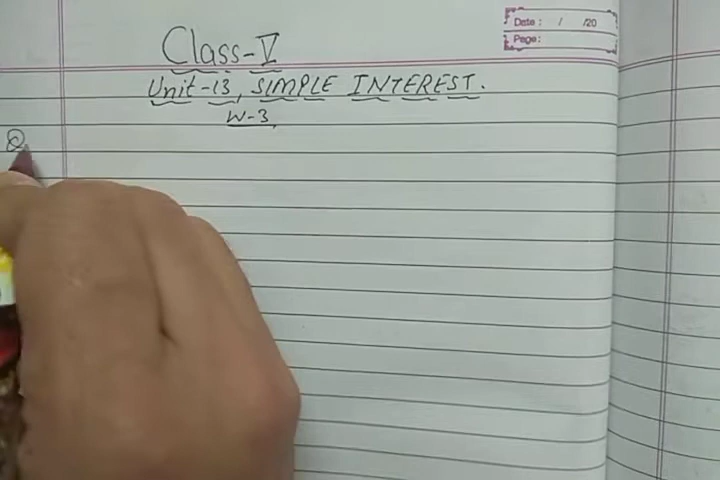 Date : / /20
Page:
Class-V
Unit-13, SIMPLE INTEREST.
W-3
Q